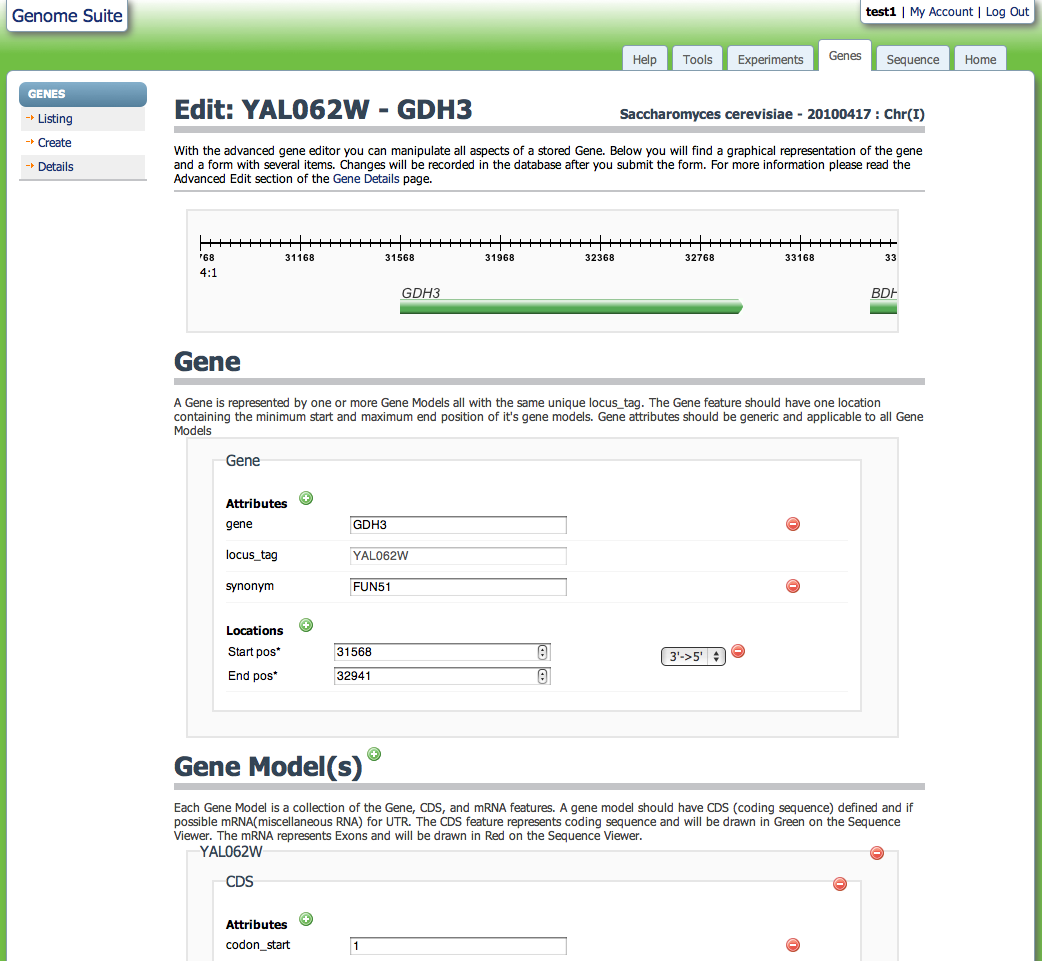 Genome Suite
test1 | My Account | Log Out
Help
Tools
Experiments
Genes
Sequence
Home
GENES
Listing
Create
Details
Edit: YAL062W - GDH3
Saccharomyces cerevisiae - 20100417 : Chr(I)
With the advanced gene editor you can manipulate all aspects of a stored Gene. Below you will find a graphical representation of the gene
and a form with several items. Changes will be recorded in the database after you submit the form. For more information please read the
Advanced Edit section of the Gene Details page.
768 31168 31568 31968 32368 32768 33168 33
4:1
GDH3 BDH
Gene
A Gene is represented by one or more Gene Models all with the same unique locus_tag. The Gene feature should have one location
containing the minimum start and maximum end position of it's gene models. Gene attributes should be generic and applicable to all Gene
Models
Gene
Attributes
gene GDH3
locus_tag YAL062W
synonym FUN51
Locations
Start pos* 31568 3'->5'
End pos* 32941
Gene Model(s)
Each Gene Model is a collection of the Gene, CDS, and mRNA features. A gene model should have CDS (coding sequence) defined and if
possible mRNA(miscellaneous RNA) for UTR. The CDS feature represents coding sequence and will be drawn in Green on the Sequence
Viewer. The mRNA represents Exons and will be drawn in Red on the Sequence Viewer.
YAL062W
CDS
Attributes
codon_start 1